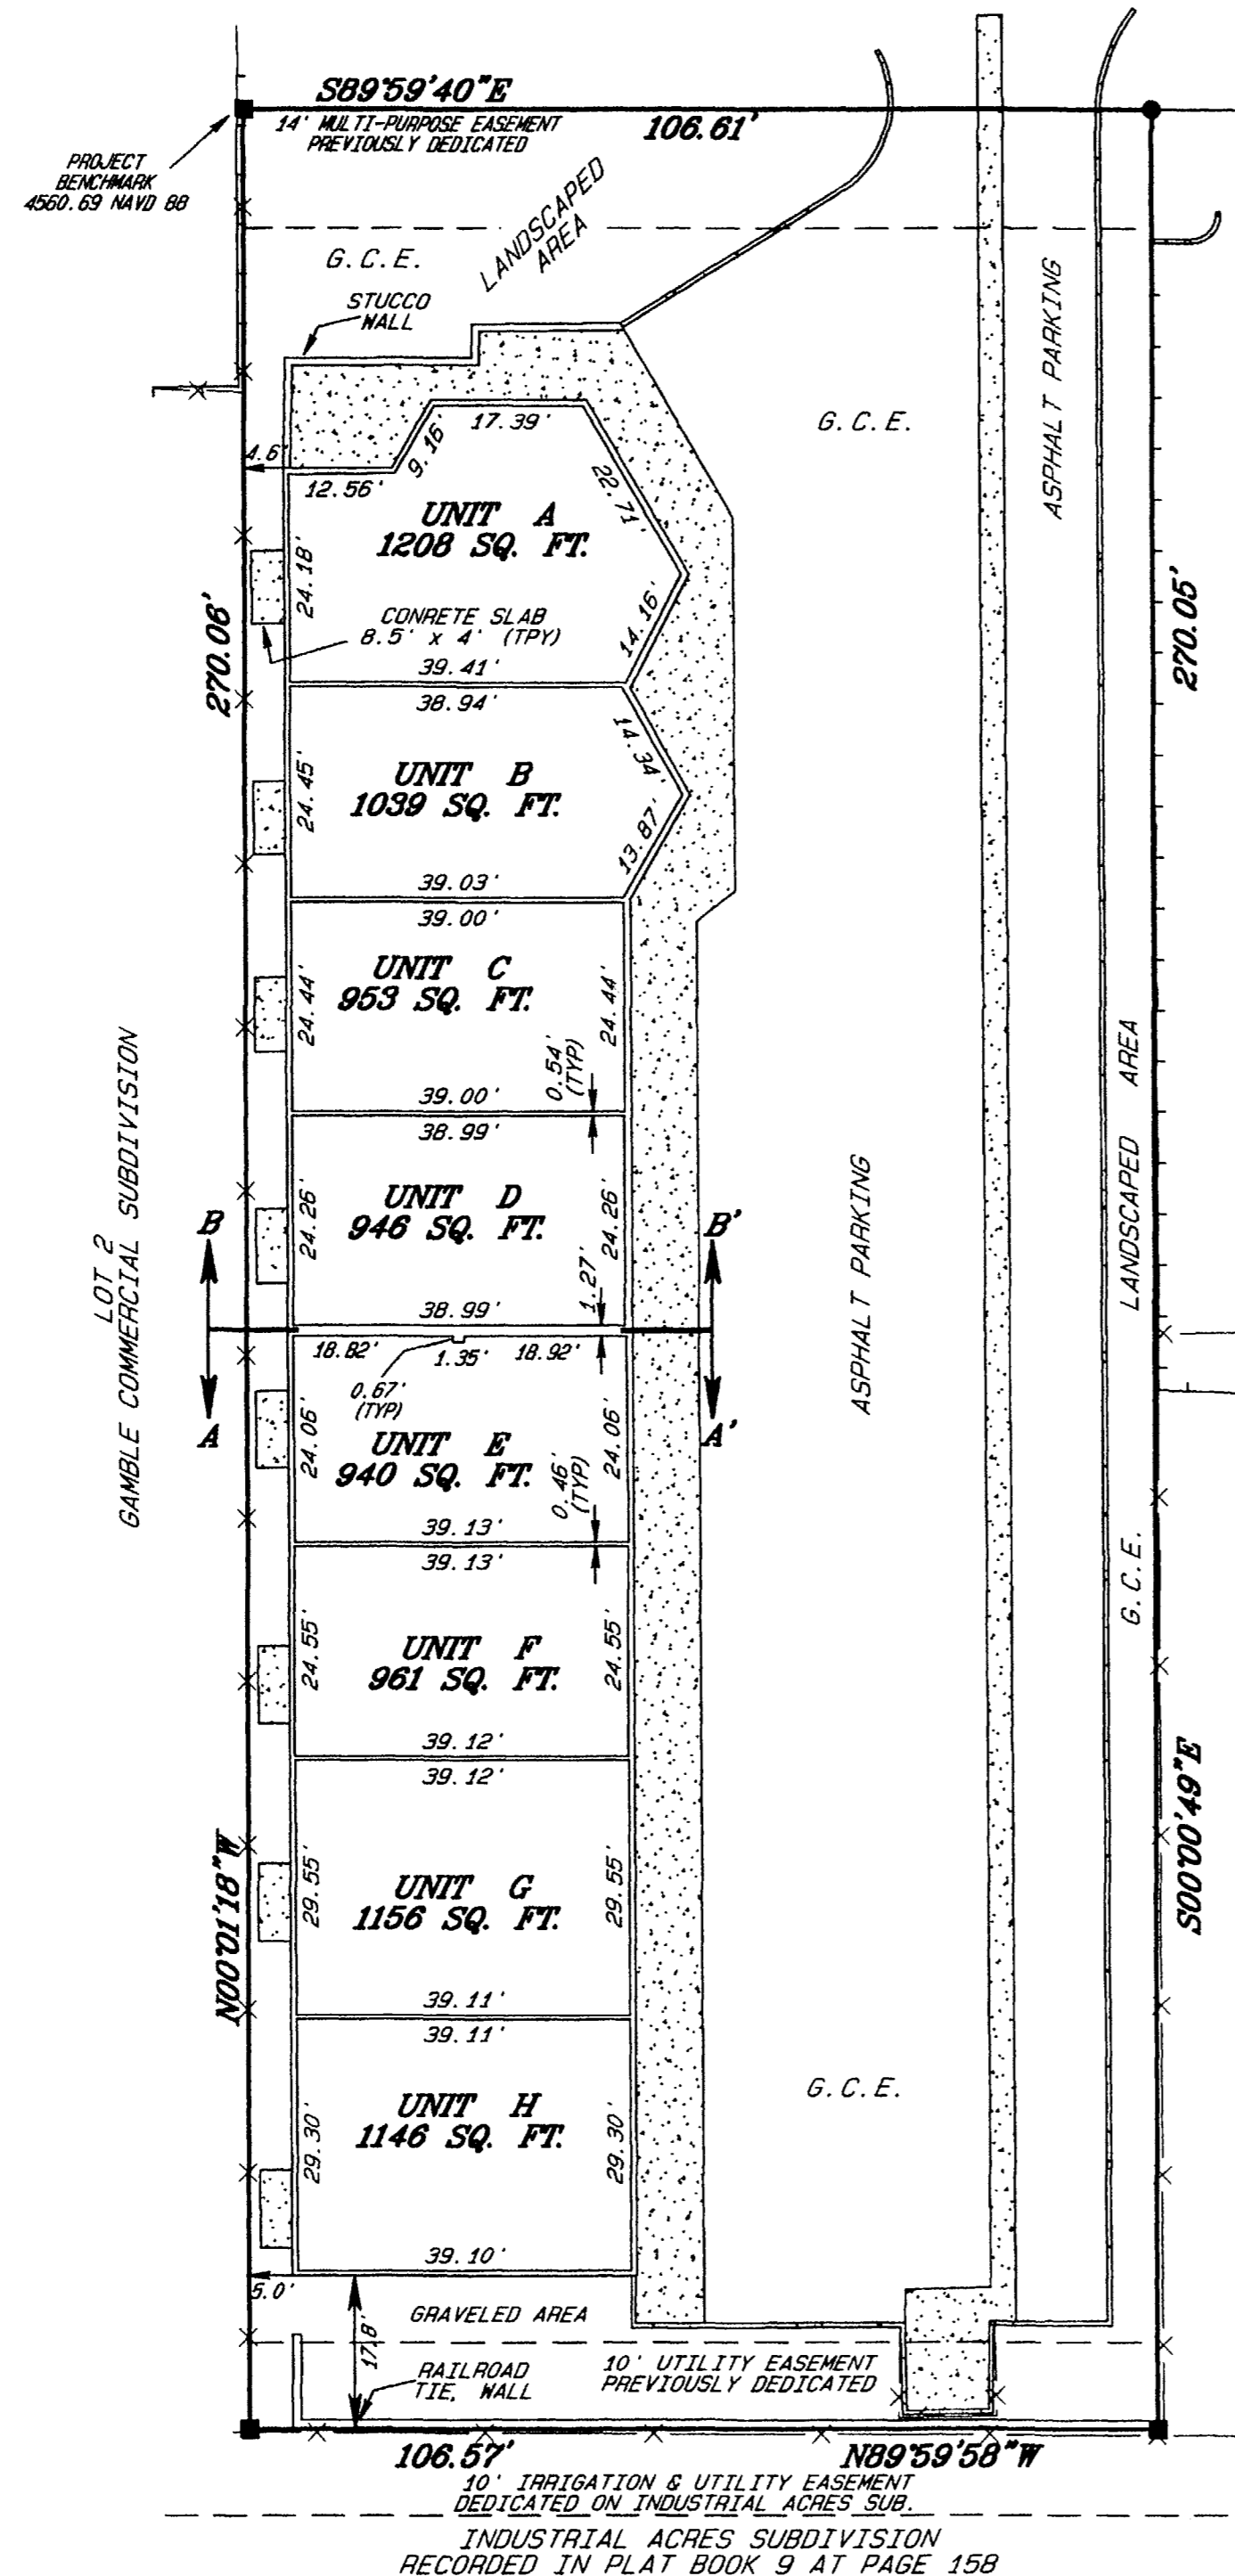 S89°59'40"E
14' MULTI-PURPOSE EASEMENT
PREVIOUSLY DEDICATED
106.61'
PROJECT
BENCHMARK
4560.69 NAVD 88
LANDSCAPED
AREA
G.C.E.
STUCCO
WALL
ASPHALT PARKING
G.C.E.
4.6'
12.56'
9.16'
17.39'
22.71'
UNIT A
1208 SQ. FT.
24.18'
CONRETE SLAB
8.5' x 4' (TPY)
14.16'
39.41'
270.06'
270.05'
38.94'
14.34'
UNIT B
1039 SQ. FT.
24.45'
13.87'
39.03'
39.00'
UNIT C
953 SQ. FT.
24.44'
24.44'
0.54'
(TYP)
39.00'
LANDSCAPED AREA
LOT 2
GAMBLE COMMERCIAL SUBDIVISION
38.99'
UNIT D
946 SQ. FT.
24.26'
24.26'
B
B'
1.27'
38.99'
ASPHALT PARKING
18.82'
1.35'
18.92'
0.67'
(TYP)
A
A'
UNIT E
940 SQ. FT.
24.06'
24.06'
0.46'
(TYP)
39.13'
G.C.E.
39.13'
UNIT F
961 SQ. FT.
24.55'
24.55'
39.12'
39.12'
UNIT G
1156 SQ. FT.
29.55'
29.55'
39.11'
N00°01'18"W
S00°00'49"E
39.11'
UNIT H
1146 SQ. FT.
29.30'
29.30'
G.C.E.
39.10'
5.0'
17.8'
GRAVELED AREA
RAILROAD
TIE, WALL
10' UTILITY EASEMENT
PREVIOUSLY DEDICATED
106.57'
N89°59'58"W
10' IRRIGATION & UTILITY EASEMENT
DEDICATED ON INDUSTRIAL ACRES SUB.
INDUSTRIAL ACRES SUBDIVISION
RECORDED IN PLAT BOOK 9 AT PAGE 158